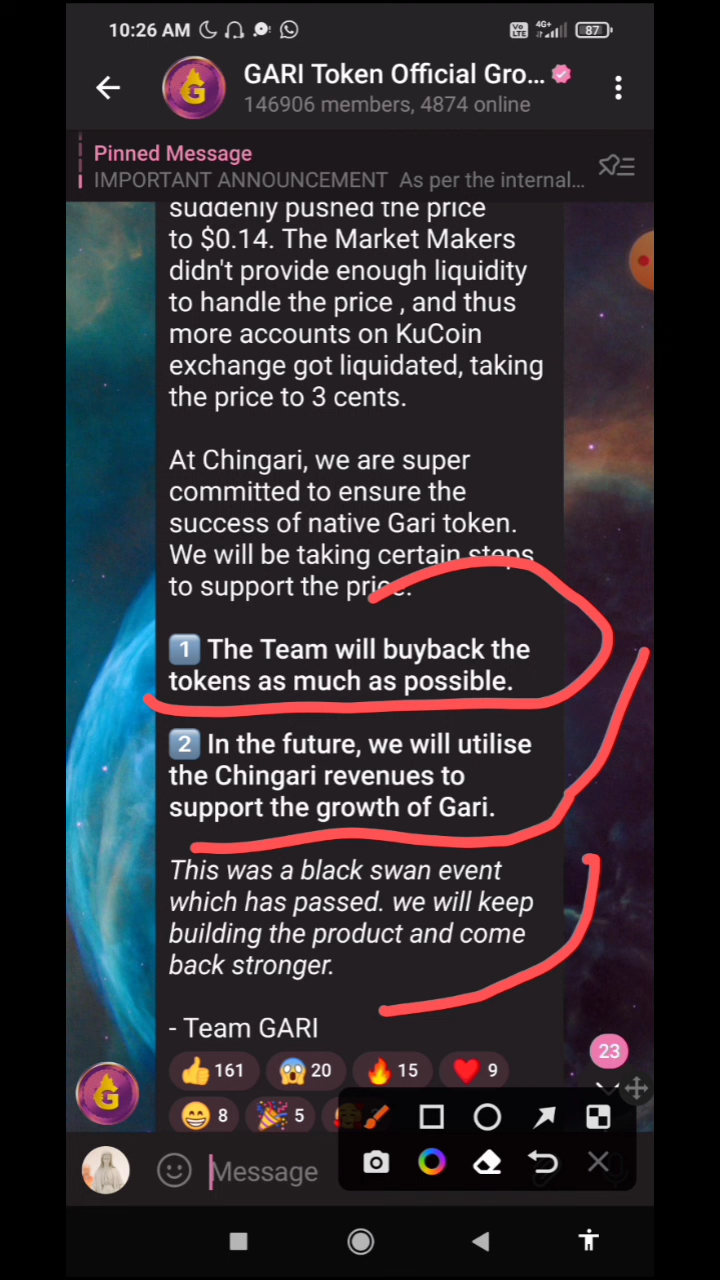 10:26 AM
Vo LTE 4G+ 87
GARI Token Official Gro...
146906 members, 4874 online
Pinned Message
IMPORTANT ANNOUNCEMENT As per the internal...
suddenly pushed the price
to $0.14. The Market Makers
didn't provide enough liquidity
to handle the price , and thus
more accounts on KuCoin
exchange got liquidated, taking
the price to 3 cents.
At Chingari, we are super
committed to ensure the
success of native Gari token.
We will be taking certain steps
to support the price.
1 The Team will buyback the
tokens as much as possible.
2 In the future, we will utilise
the Chingari revenues to
support the growth of Gari.
This was a black swan event
which has passed. we will keep
building the product and come
back stronger.
- Team GARI
161 20 15 9
23
8 5
Message